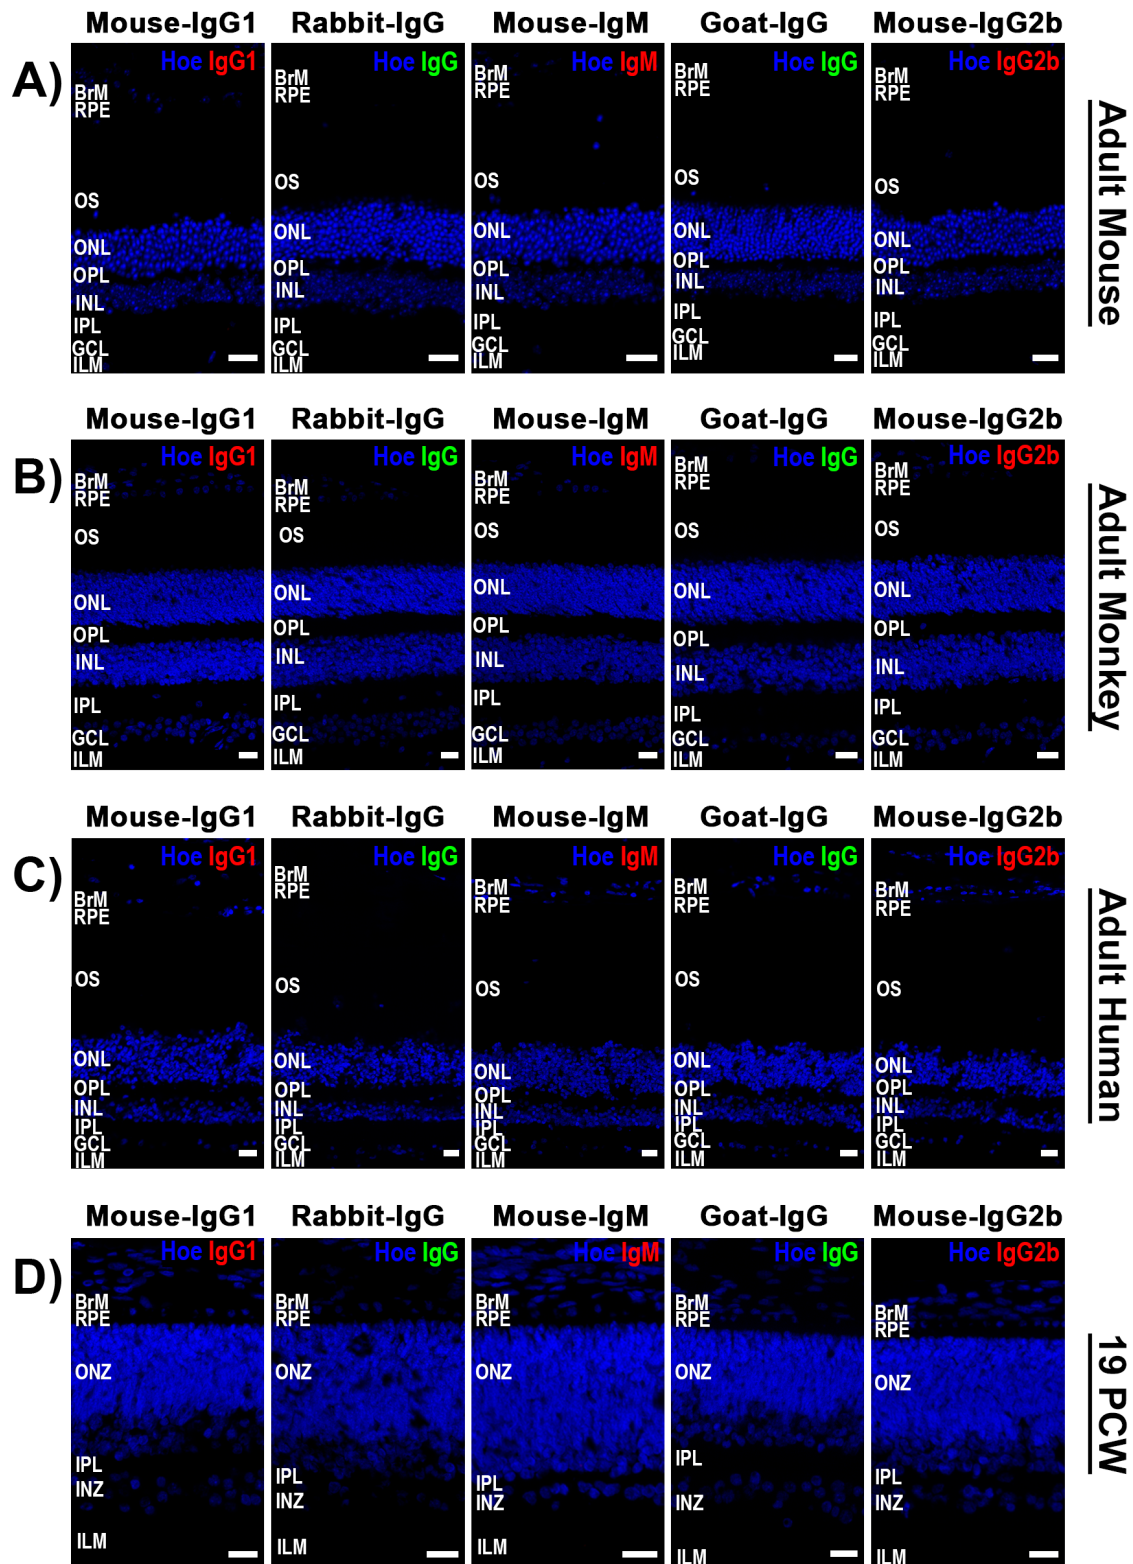 Mouse-IgG1 Rabbit-IgG Mouse-IgM Goat-IgG Mouse-IgG2b
A)
Hoe IgG1
BrM
RPE
OS
ONL
OPL
INL
IPL
GCL
ILM
Hoe IgG
BrM
RPE
OS
ONL
OPL
INL
IPL
GCL
ILM
Hoe IgM
BrM
RPE
OS
ONL
OPL
INL
IPL
GCL
ILM
Hoe IgG
BrM
RPE
OS
ONL
OPL
INL
IPL
GCL
ILM
Hoe IgG2b
BrM
RPE
OS
ONL
OPL
INL
IPL
GCL
ILM
Adult Mouse
Mouse-IgG1 Rabbit-IgG Mouse-IgM Goat-IgG Mouse-IgG2b
B)
Hoe IgG1
BrM
RPE
OS
ONL
OPL
INL
IPL
GCL
ILM
Hoe IgG
BrM
RPE
OS
ONL
OPL
INL
IPL
GCL
ILM
Hoe IgM
BrM
RPE
OS
ONL
OPL
INL
IPL
GCL
ILM
Hoe IgG
BrM
RPE
OS
ONL
OPL
INL
IPL
GCL
ILM
Hoe IgG2b
BrM
RPE
OS
ONL
OPL
INL
IPL
GCL
ILM
Adult Monkey
Mouse-IgG1 Rabbit-IgG Mouse-IgM Goat-IgG Mouse-IgG2b
C)
Hoe IgG1
BrM
RPE
OS
ONL
OPL
INL
IPL
GCL
ILM
Hoe IgG
BrM
RPE
OS
ONL
OPL
INL
IPL
GCL
ILM
Hoe IgM
BrM
RPE
OS
ONL
OPL
INL
IPL
GCL
ILM
Hoe IgG
BrM
RPE
OS
ONL
OPL
INL
IPL
GCL
ILM
Hoe IgG2b
BrM
RPE
OS
ONL
OPL
INL
IPL
GCL
ILM
Adult Human
Mouse-IgG1 Rabbit-IgG Mouse-IgM Goat-IgG Mouse-IgG2b
D)
Hoe IgG1
BrM
RPE
ONZ
IPL
INZ
ILM
Hoe IgG
BrM
RPE
ONZ
IPL
INZ
ILM
Hoe IgM
BrM
RPE
ONZ
IPL
INZ
ILM
Hoe IgG
BrM
RPE
ONZ
IPL
INZ
ILM
Hoe IgG2b
BrM
RPE
ONZ
IPL
INZ
ILM
19 PCW